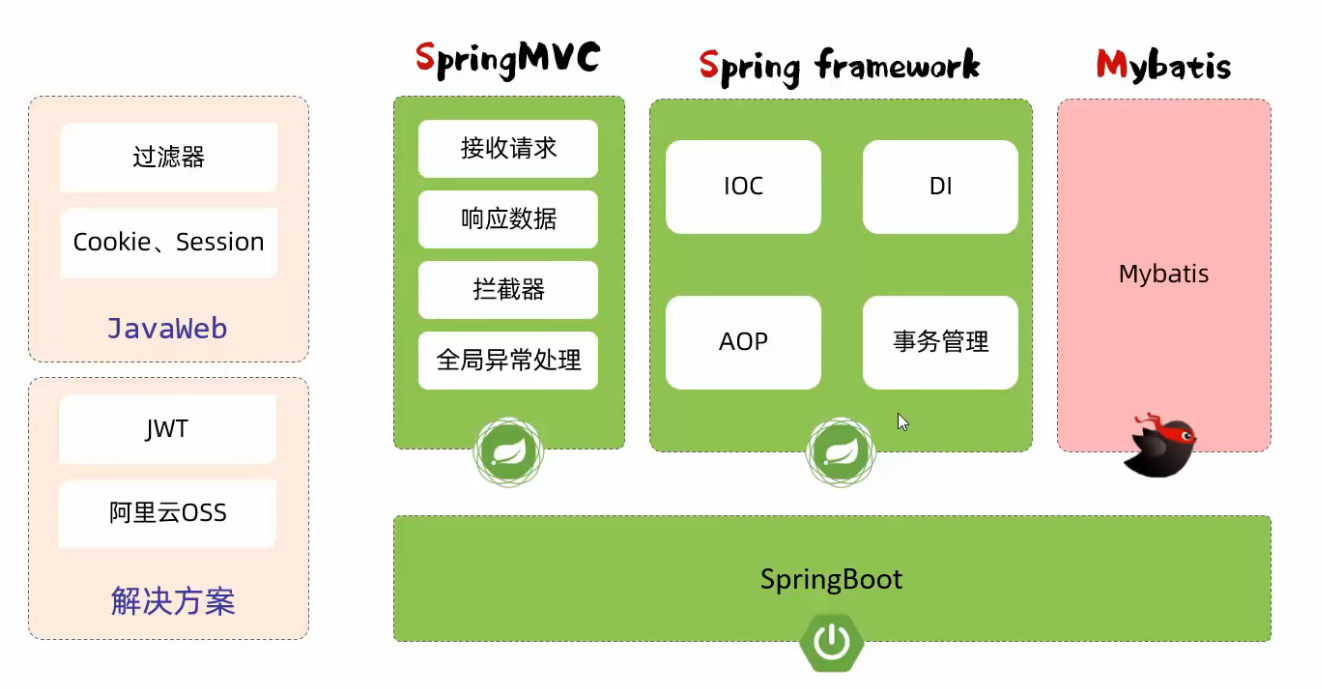 过滤器
Cookie、Session
JavaWeb
JWT
阿里云OSS
解决方案
SpringMVC
接收请求
响应数据
拦截器
全局异常处理
Spring framework
IOC
DI
AOP
事务管理
Mybatis
Mybatis
SpringBoot